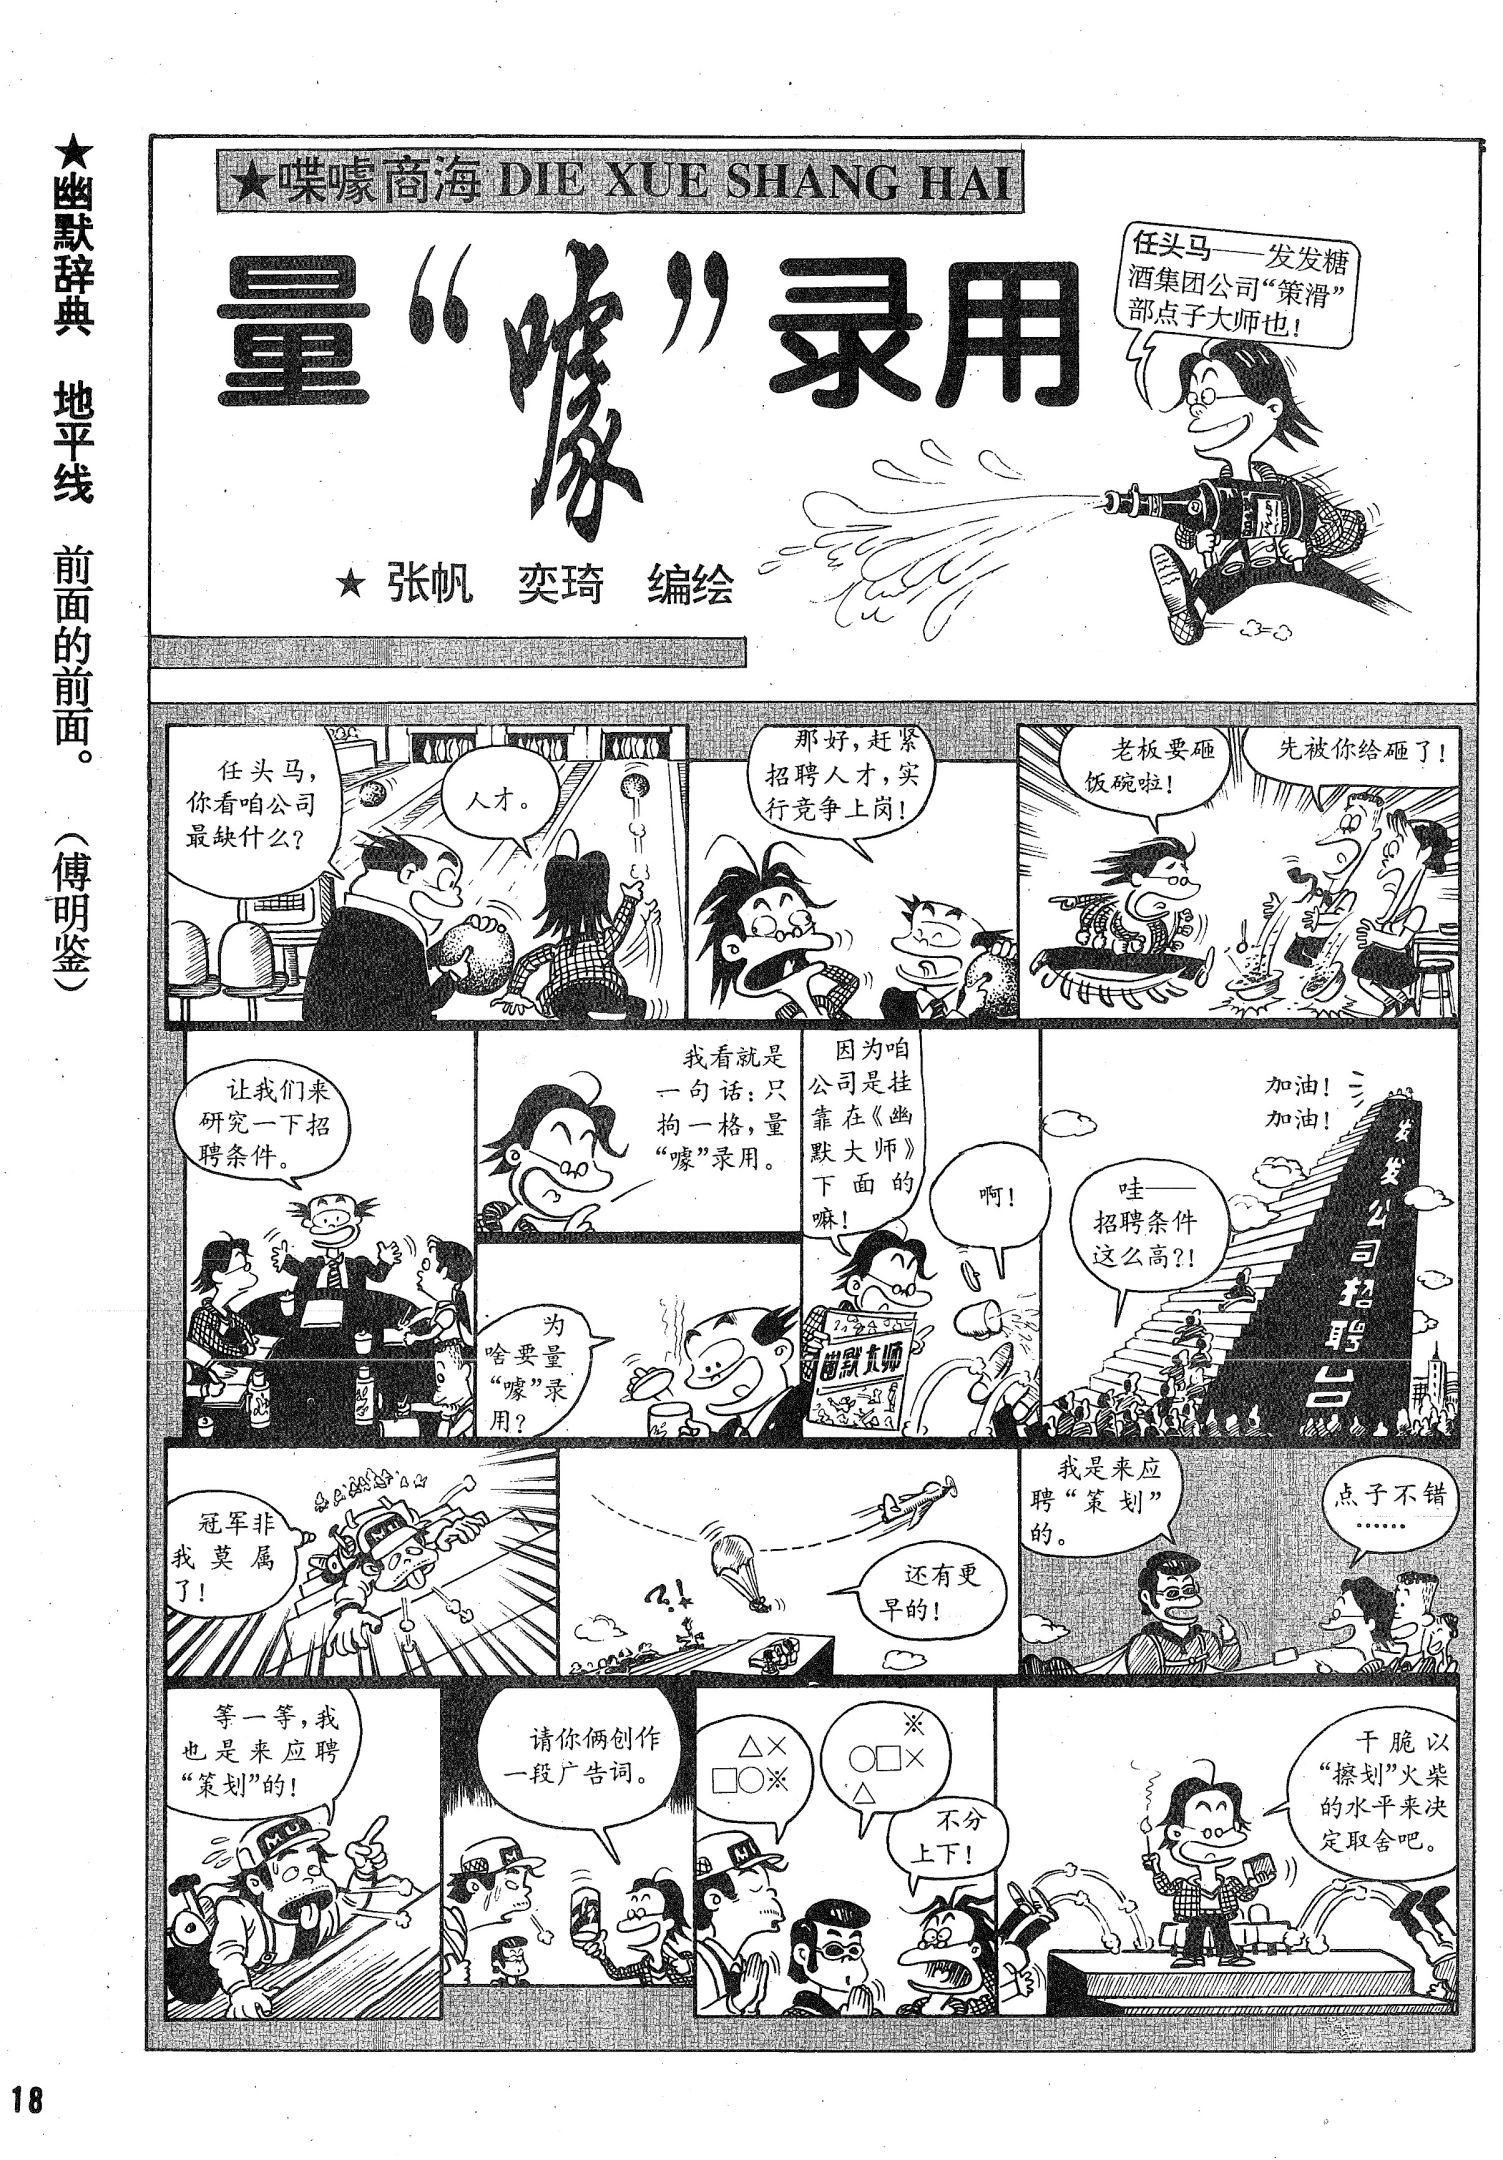 ★幽默辞典　地平线　前面的前面。　（傅明鉴）
★喋噱商海 DIE XUE SHANG HAI
量“噱”录用
任头马——发发糖
酒集团公司“策滑”
部点子大师也！
★ 张帆　奕琦　编绘
任头马，
你看咱公司
最缺什么？
人才。
那好，赶紧
招聘人才，实
行竞争上岗！
老板要砸
饭碗啦！
先被你给砸了！
让我们来
研究一下招
聘条件。
我看就是
一句话：只
拘一格，量
“噱”录用。
为
啥要量
“噱”录
用？
因为咱
公司是挂
靠在《幽
默大师》
下面的
嘛！
啊！
幽默大师
加油！
加油！
哇——
招聘条件
这么高？！
发发公司招聘台
冠军非
我莫属
了！
MU
？！
还有更
早的！
我是来应
聘“策划”
的。
点子不错
……
等一等，我
也是来应聘
“策划”的！
MU
请你俩创作
一段广告词。
△×
□○※
※
○□×
△
不分
上下！
MU
干脆以
“擦划”火柴
的水平来决
定取舍吧。
18